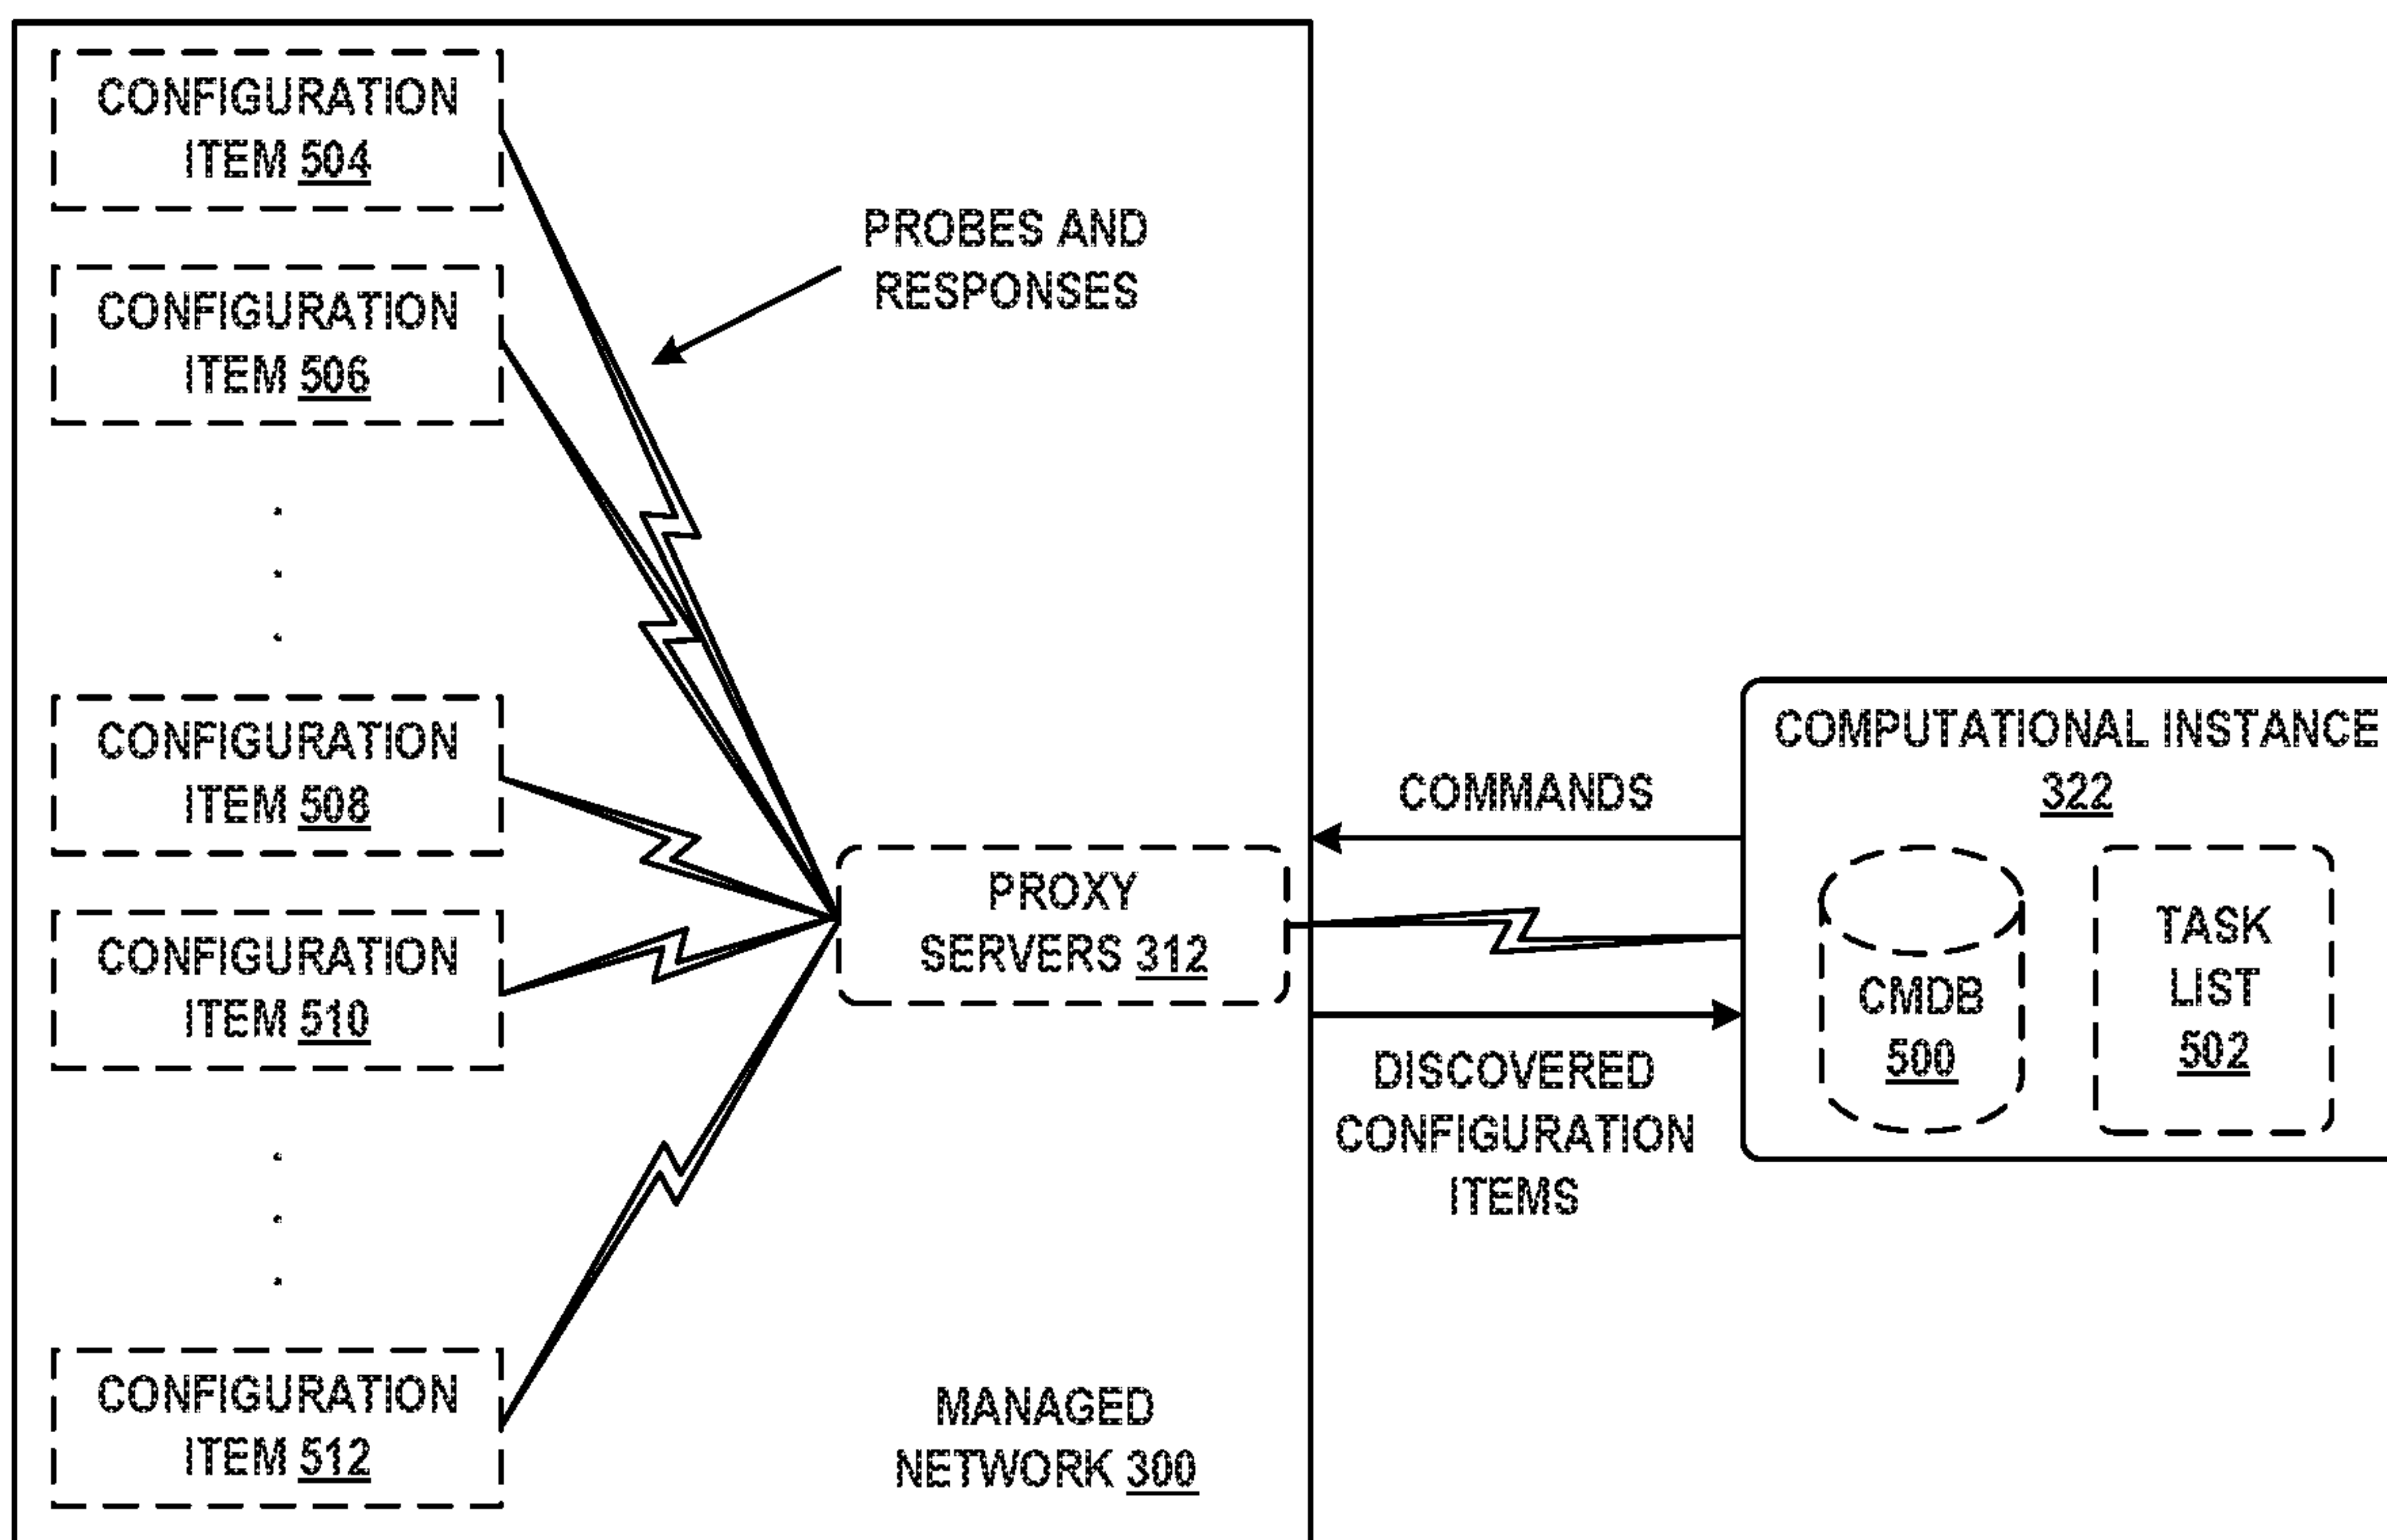 CONFIGURATION
ITEM 504
PROBES AND
RESPONSES
CONFIGURATION
ITEM 506
CONFIGURATION
ITEM 508
CONFIGURATION
ITEM 510
CONFIGURATION
ITEM 512
PROXY
SERVERS 312
MANAGED
NETWORK 300
COMMANDS
DISCOVERED
CONFIGURATION
ITEMS
COMPUTATIONAL INSTANCE
322
CMDB
500
TASK
LIST
502